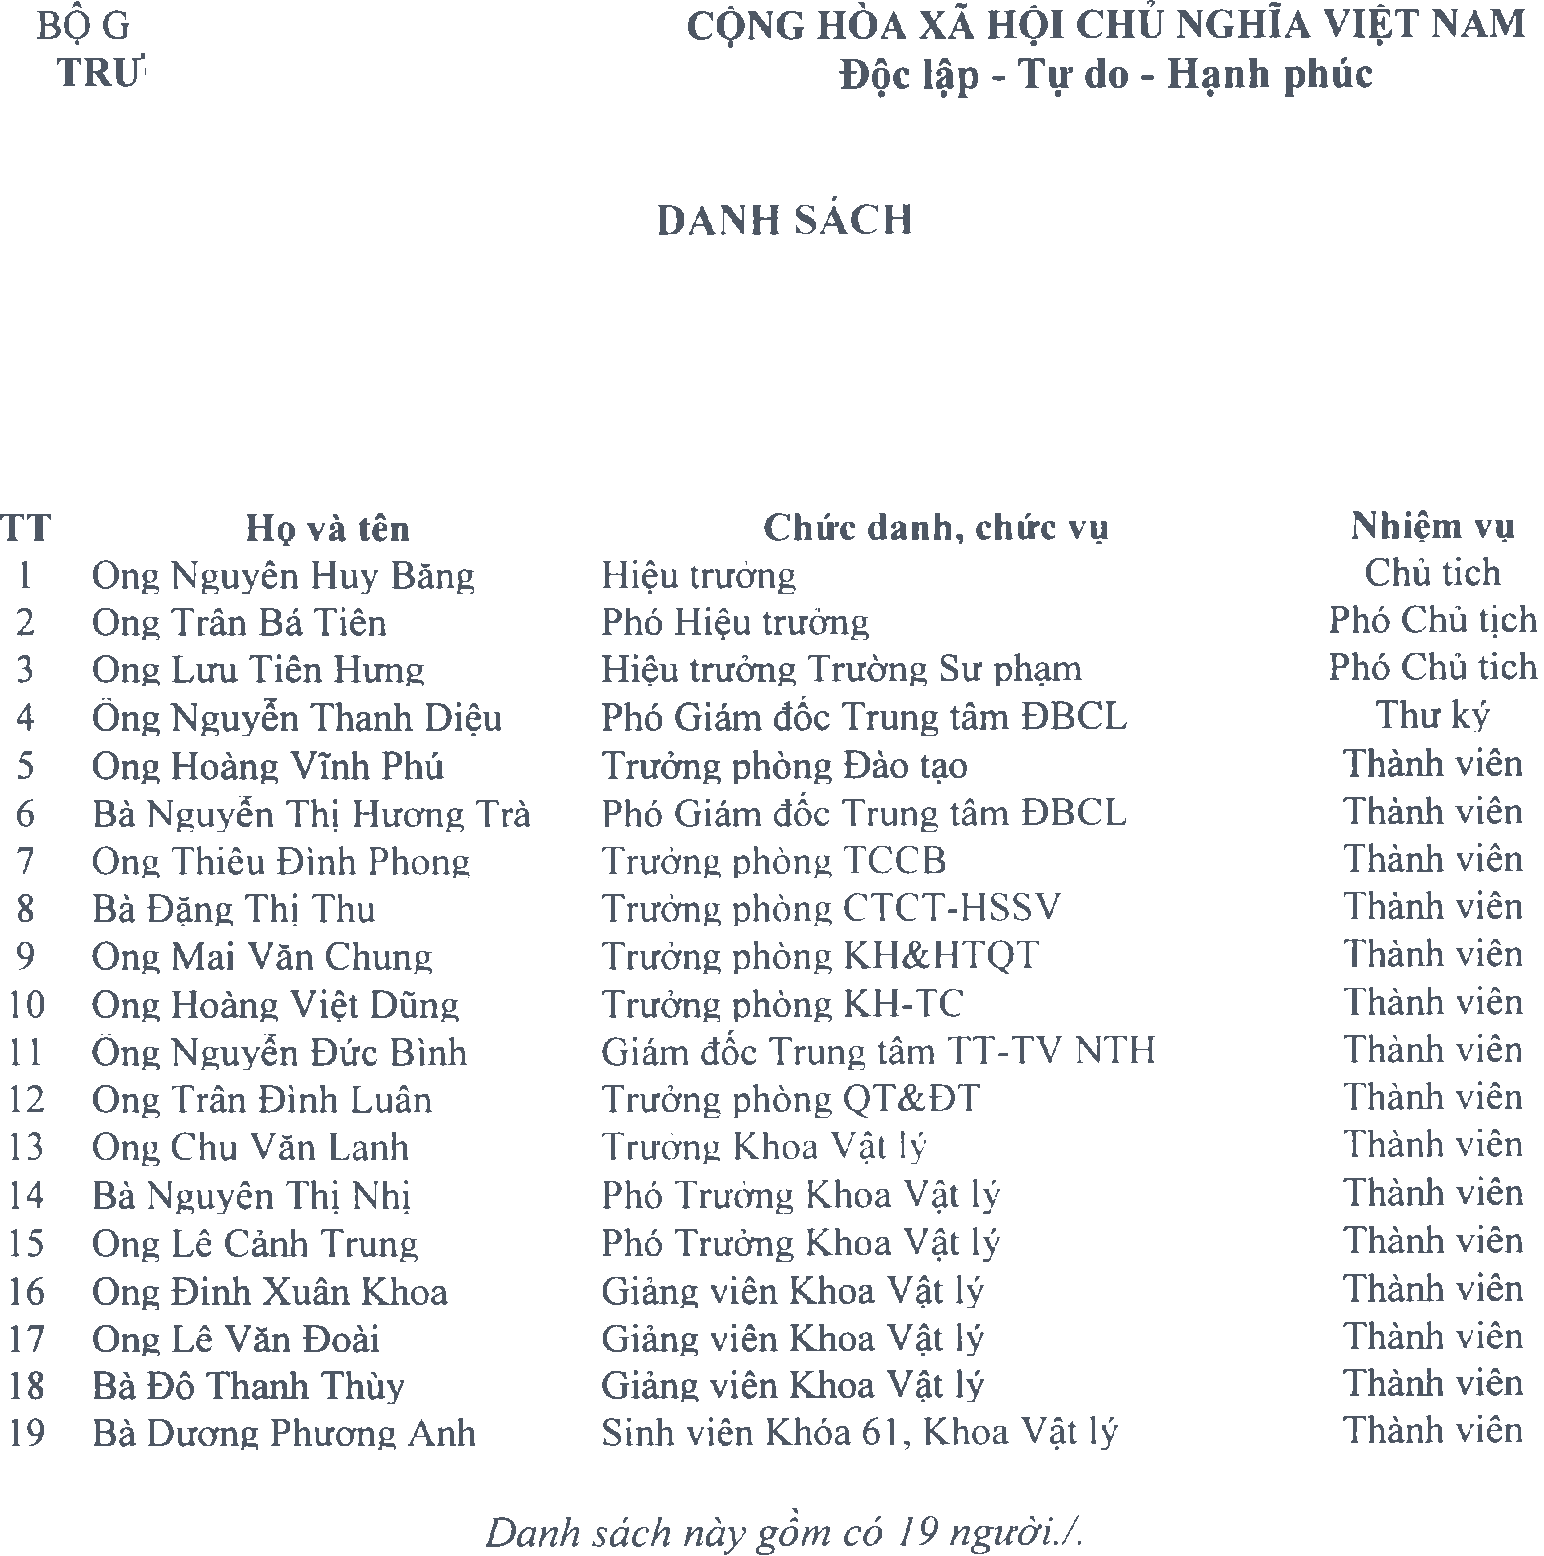 BỘ G
CỘNG HÒA XÃ HỘI CHỦ NGHĨA VIỆT NAM
TRƯ
Độc lập - Tự do - Hạnh phúc
DANH SÁCH
TT Họ và tên Chức danh, chức vụ Nhiệm vụ
1 Ong Nguyên Huy Băng Hiệu trưởng Chủ tich
2 Ong Trân Bá Tiên Phó Hiệu trưởng Phó Chủ tịch
3 Ong Lưu Tiên Hưng Hiệu trưởng Trường Sư phạm Phó Chủ tich
4 Ông Nguyễn Thanh Diệu Phó Giám đốc Trung tâm ĐBCL Thư ký
5 Ong Hoàng Vĩnh Phú Trưởng phòng Đào tạo Thành viên
6 Bà Nguyễn Thị Hương Trà Phó Giám đốc Trung tâm ĐBCL Thành viên
7 Ong Thiêu Đình Phong Trưởng phòng TCCB Thành viên
8 Bà Đặng Thị Thu Trưởng phòng CTCT-HSSV Thành viên
9 Ong Mai Văn Chung Trưởng phòng KH&HTQT Thành viên
10 Ong Hoàng Việt Dũng Trưởng phòng KH-TC Thành viên
11 Ông Nguyễn Đức Bình Giám đốc Trung tâm TT-TV NTH Thành viên
12 Ong Trân Đình Luân Trưởng phòng QT&ĐT Thành viên
13 Ong Chu Văn Lanh Trưởng Khoa Vật lý Thành viên
14 Bà Nguyên Thị Nhị Phó Trưởng Khoa Vật lý Thành viên
15 Ong Lê Cảnh Trung Phó Trưởng Khoa Vật lý Thành viên
16 Ong Đinh Xuân Khoa Giảng viên Khoa Vật lý Thành viên
17 Ong Lê Văn Đoài Giảng viên Khoa Vật lý Thành viên
18 Bà Đô Thanh Thùy Giảng viên Khoa Vật lý Thành viên
19 Bà Dương Phương Anh Sinh viên Khóa 61, Khoa Vật lý Thành viên
Danh sách này gồm có 19 người./.